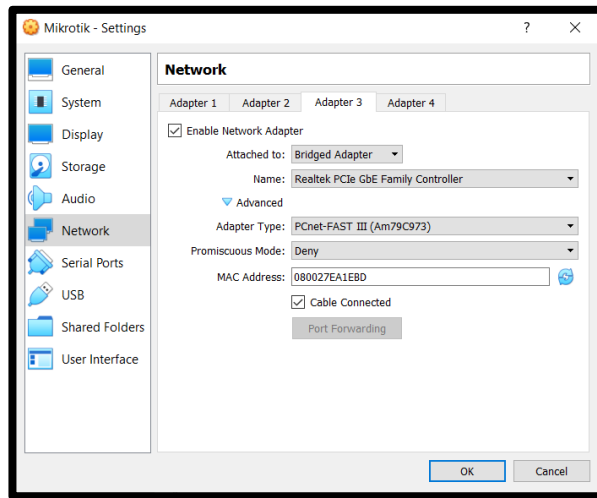 Mikrotik - Settings
?
General
System
Display
Storage
Audio
Network
Serial Ports
USB
Shared Folders
User Interface
Network
Adapter 1 Adapter 2 Adapter 3 Adapter 4
Enable Network Adapter
Attached to: Bridged Adapter
Name: Realtek PCIe GbE Family Controller
Advanced
Adapter Type: PCnet-FAST III (Am79C973)
Promiscuous Mode: Deny
MAC Address: 080027EA1EBD
Cable Connected
Port Forwarding
OK Cancel